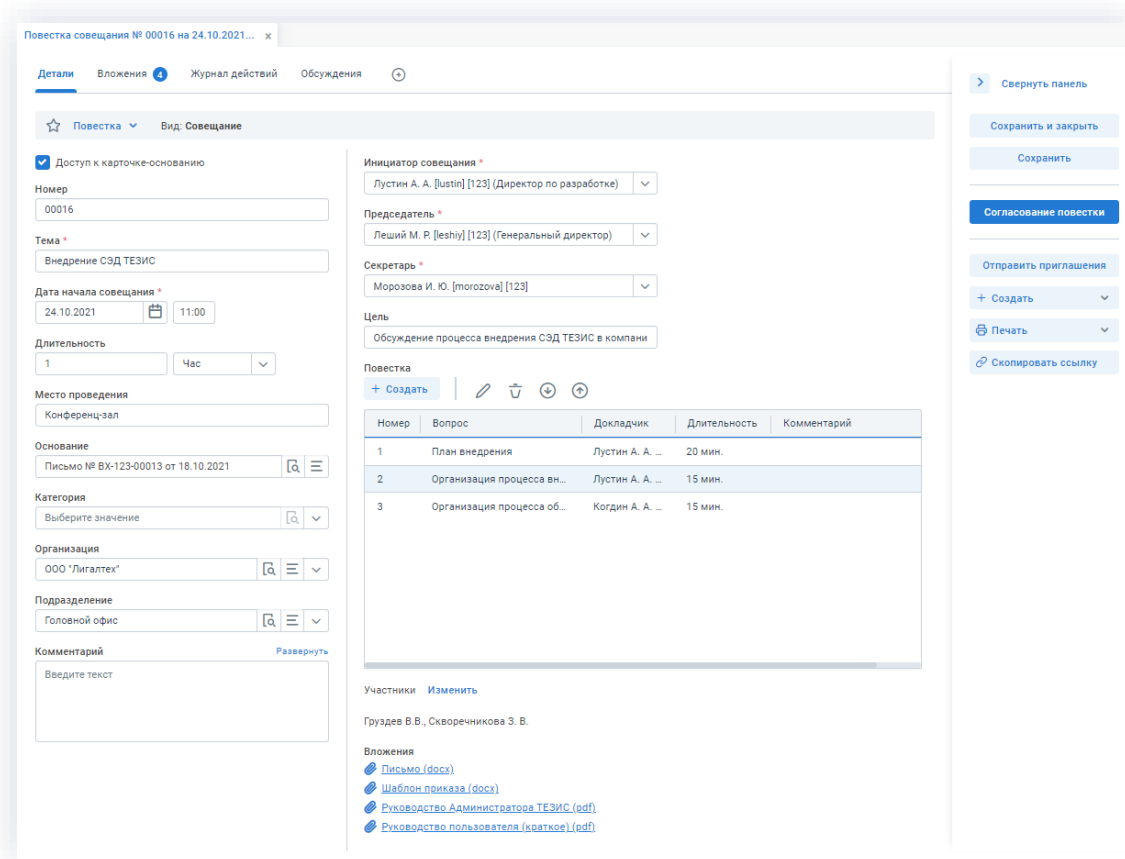 Повестка совещания № 00016 на 24.10.2021... x
Детали Вложения 4 Журнал действий Обсуждения
Повестка Вид: Совещание
Доступ к карточке-основанию
Номер
00016
Тема *
Внедрение СЭД ТЕЗИС
Дата начала совещания *
24.10.2021 11:00
Длительность
1 Час
Место проведения
Конференц-зал
Основание
Письмо № ВХ-123-00013 от 18.10.2021
Категория
Выберите значение
Организация
ООО "Лигалтех"
Подразделение
Головной офис
Комментарий Развернуть
Введите текст
Инициатор совещания *
Лустин А. А. [lustin] [123] (Директор по разработке)
Председатель *
Леший М. Р. [leshiy] [123] (Генеральный директор)
Секретарь *
Морозова И. Ю. [morozova] [123]
Цель
Обсуждение процесса внедрения СЭД ТЕЗИС в компани
Повестка
+ Создать
Номер Вопрос Докладчик Длительность Комментарий
1 План внедрения Лустин А. А. ... 20 мин.
2 Организация процесса вн... Лустин А. А. ... 15 мин.
3 Организация процесса об... Когдин А. А. ... 15 мин.
Участники Изменить
Груздев В.В., Скворечникова З. В.
Вложения
Письмо (docx)
Шаблон приказа (docx)
Руководство Администратора ТЕЗИС (pdf)
Руководство пользователя (краткое) (pdf)
Свернуть панель
Сохранить и закрыть
Сохранить
Согласование повестки
Отправить приглашения
+ Создать
Печать
Скопировать ссылку